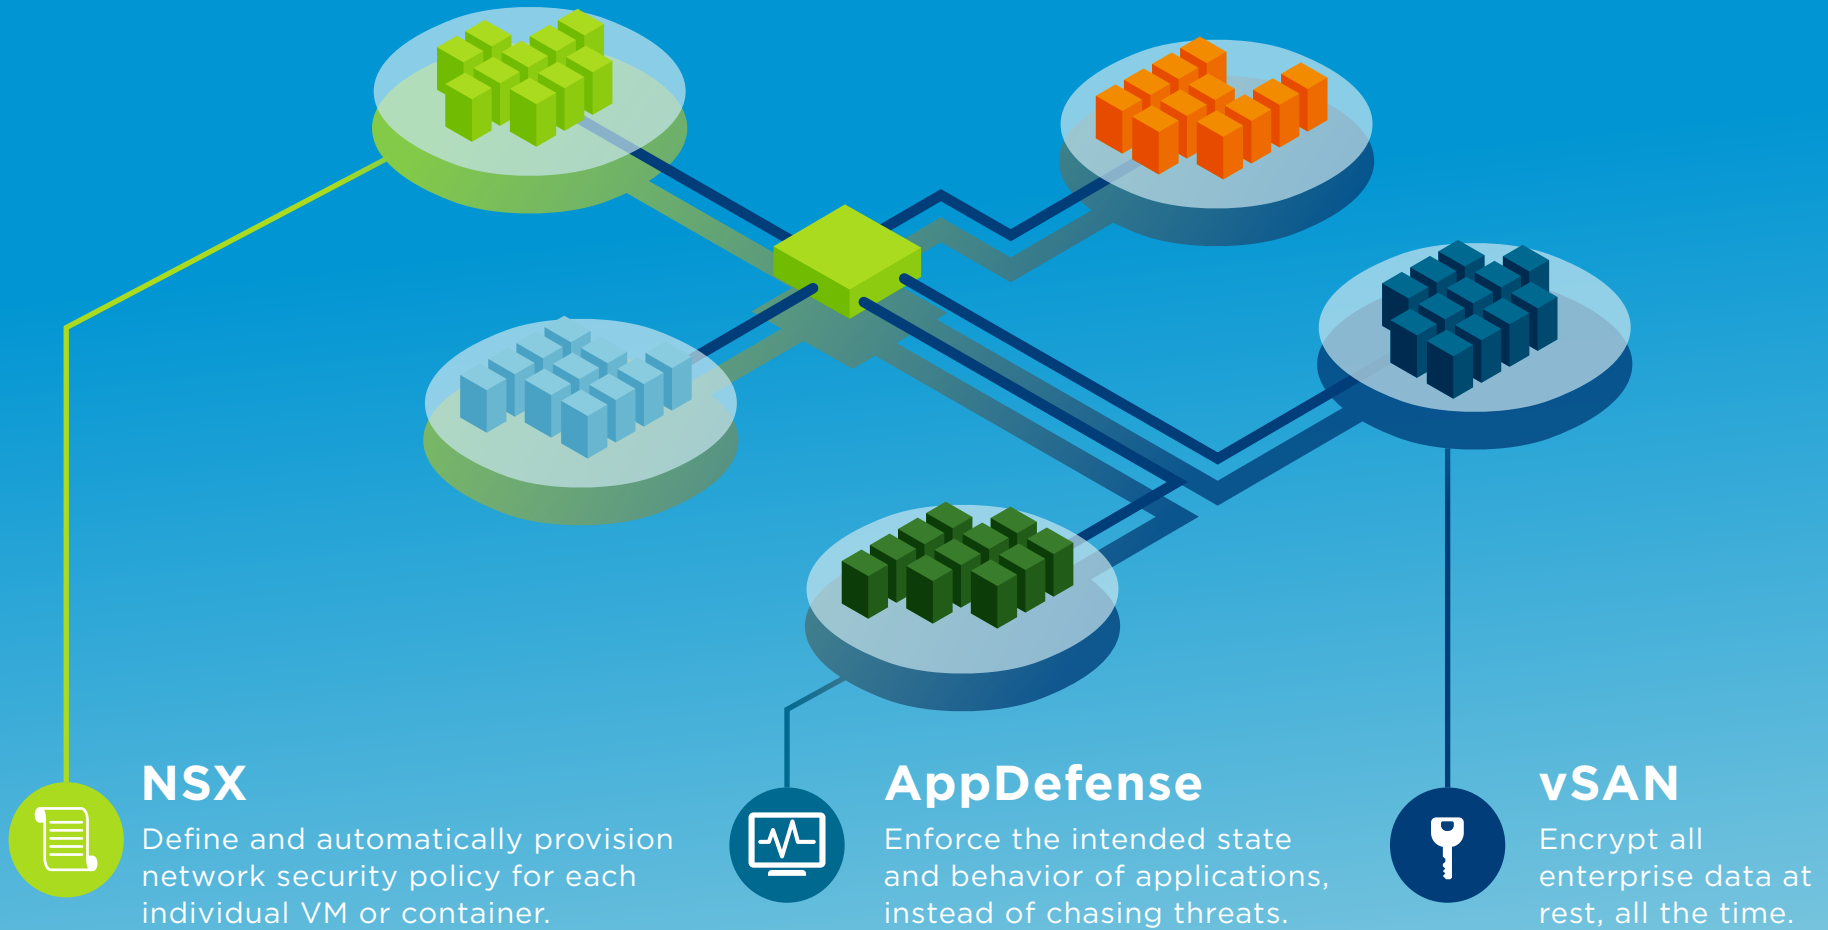 NSX
Define and automatically provision
network security policy for each
individual VM or container.
AppDefense
Enforce the intended state
and behavior of applications,
instead of chasing threats.
vSAN
Encrypt all
enterprise data at
rest, all the time.